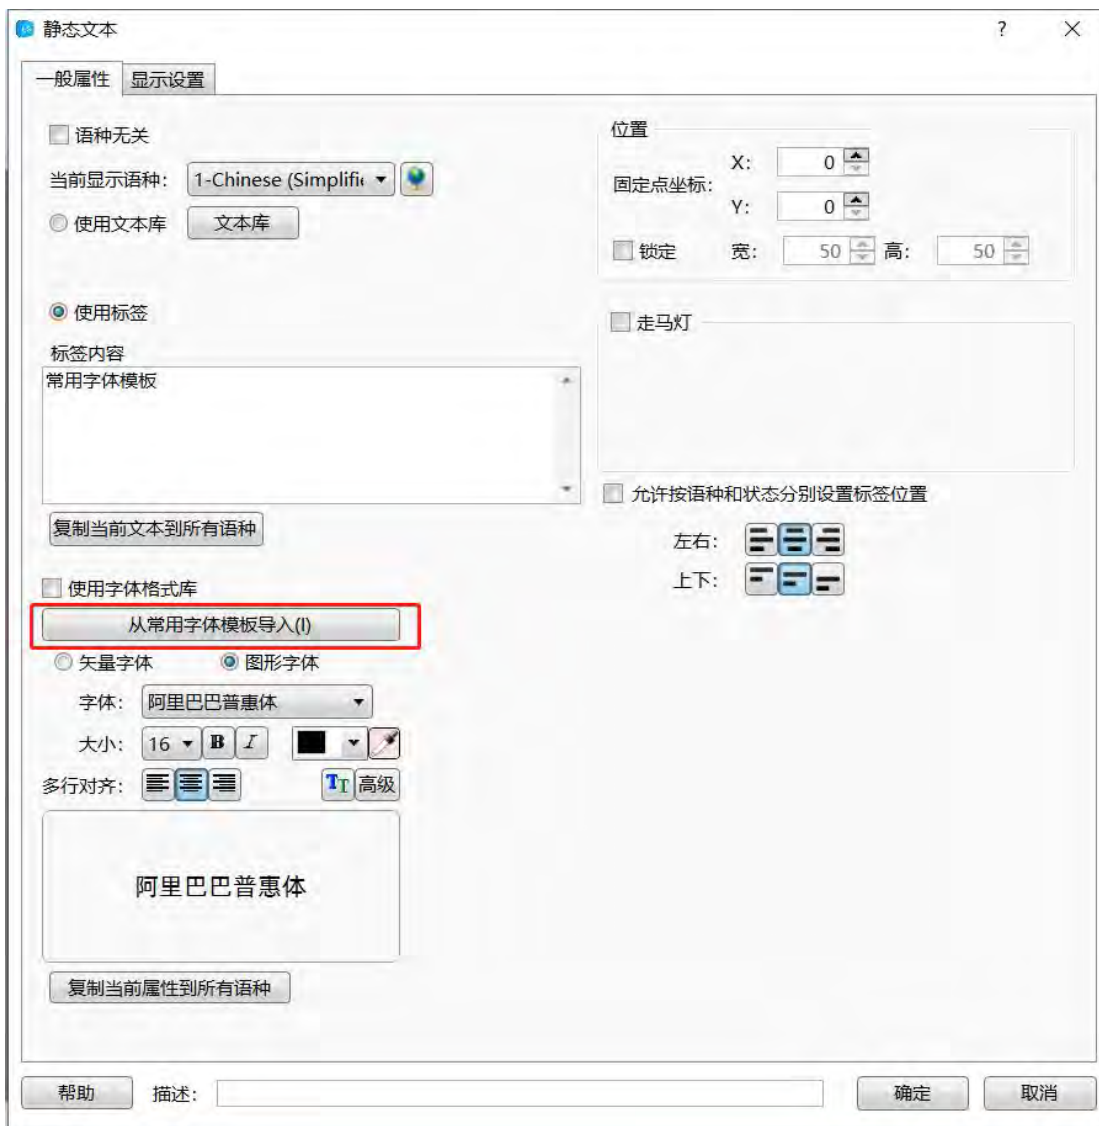 静态文本
?
一般属性 显示设置
语种无关
当前显示语种： 1-Chinese (Simplifi
使用文本库 文本库
使用标签
标签内容
常用字体模板
复制当前文本到所有语种
使用字体格式库
从常用字体模板导入(I)
矢量字体 图形字体
字体： 阿里巴巴普惠体
大小： 16 B I
多行对齐： TT 高级
阿里巴巴普惠体
复制当前属性到所有语种
位置
固定点坐标：
X： 0
Y： 0
锁定 宽： 50 高： 50
走马灯
允许按语种和状态分别设置标签位置
左右：
上下：
帮助 描述： 确定 取消